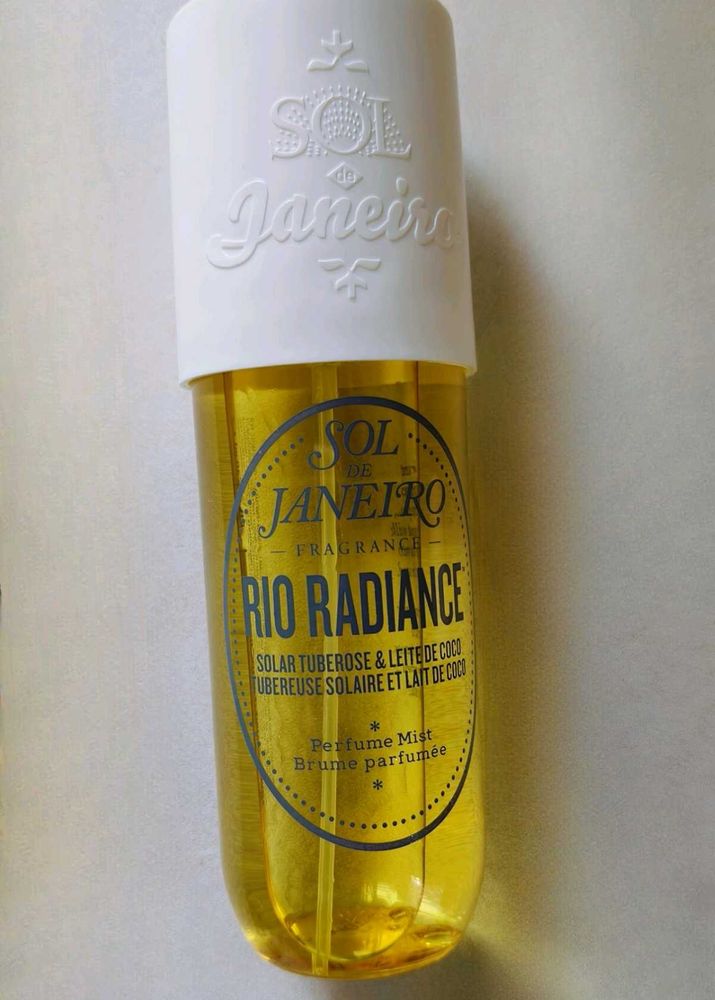 SOL
de
Janeiro
SOL
DE
JANEIRO
— FRAGRANCE —
RIO RADIANCE™
SOLAR TUBEROSE & LEITE DE COCO
TUBEREUSE SOLAIRE ET LAIT DE COCO
*
Perfume Mist
Brume parfumée
*